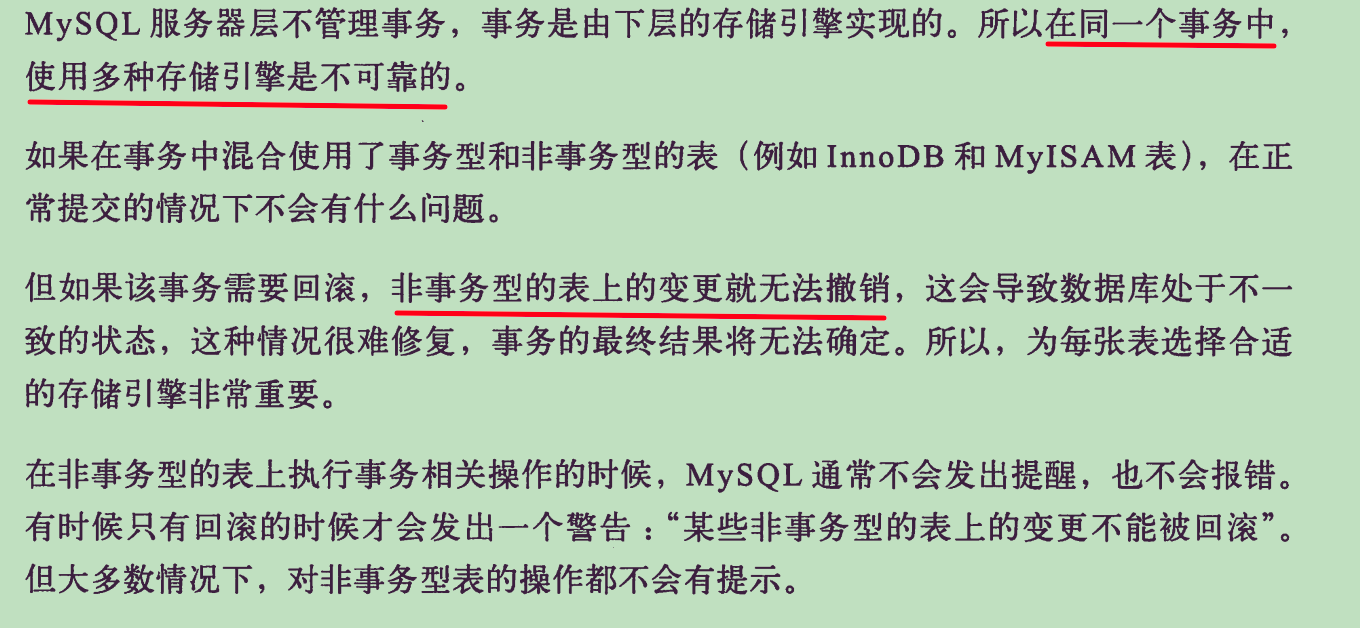 MySQL 服务器层不管理事务，事务是由下层的存储引擎实现的。所以在同一个事务中，
使用多种存储引擎是不可靠的。
如果在事务中混合使用了事务型和非事务型的表（例如 InnoDB 和 MyISAM 表），在正
常提交的情况下不会有什么问题。
但如果该事务需要回滚，非事务型的表上的变更就无法撤销，这会导致数据库处于不一
致的状态，这种情况很难修复，事务的最终结果将无法确定。所以，为每张表选择合适
的存储引擎非常重要。
在非事务型的表上执行事务相关操作的时候，MySQL 通常不会发出提醒，也不会报错。
有时候只有回滚的时候才会发出一个警告：“某些非事务型的表上的变更不能被回滚”。
但大多数情况下，对非事务型表的操作都不会有提示。